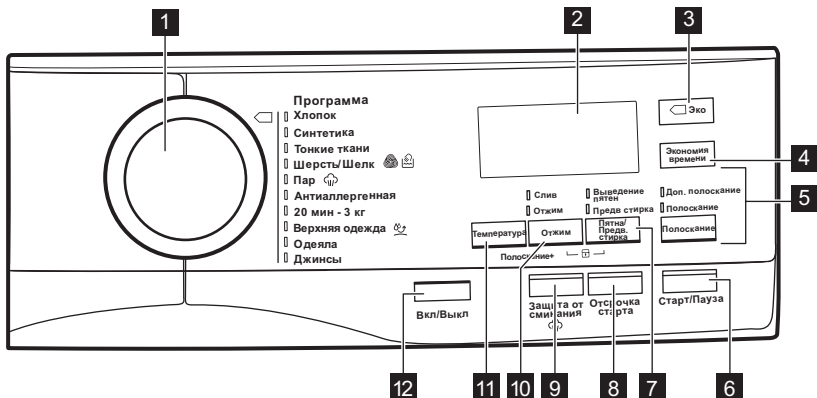 1
2
3
Программа
Хлопок
Синтетика
Тонкие ткани
Шерсть/Шелк
Пар
Антиаллергенная
20 мин - 3 кг
Верхняя одежда
Одеяла
Джинсы
Эко
Экономия
времени
4
5
Слив
Отжим
Выведение
пятен
Предв стирка
Доп. полоскание
Полоскание
Температура
Отжим
Пятна/
Предв.
стирка
Полоскание
Полоскание+
Вкл/Выкл
Защита от
сминания
Отсрочка
старта
Старт/Пауза
12
11
10
9
8
7
6